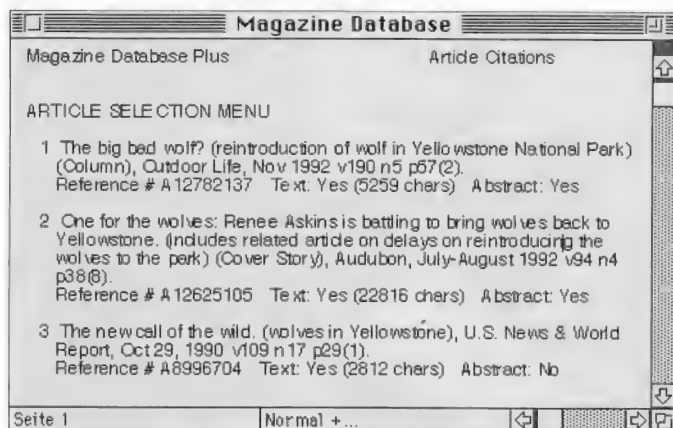 Magazine Database
Magazine Database Plus Article Citations
ARTICLE SELECTION MENU
1 The big bad wolf? (reintroduction of wolf in Yellowstone National Park)
(Column), Outdoor Life, Nov 1992 v190 n5 p57(2).
Reference # A12782137 Text: Yes (5259 chars) Abstract: Yes
2 One for the wolves: Renee Askins is battling to bring wolves back to
Yellowstone. (includes related article on delays on reintroducing the
wolves to the park) (Cover Story), Audubon, July-August 1992 v94 n4
p38(8).
Reference # A12625105 Text: Yes (22816 chars) Abstract: Yes
3 The new call of the wild. (wolves in Yellowstone), U.S. News & World
Report, Oct 29, 1990 v109 n17 p29(1).
Reference # A8996704 Text: Yes (2812 chars) Abstract: No
Seite 1 Normal +...